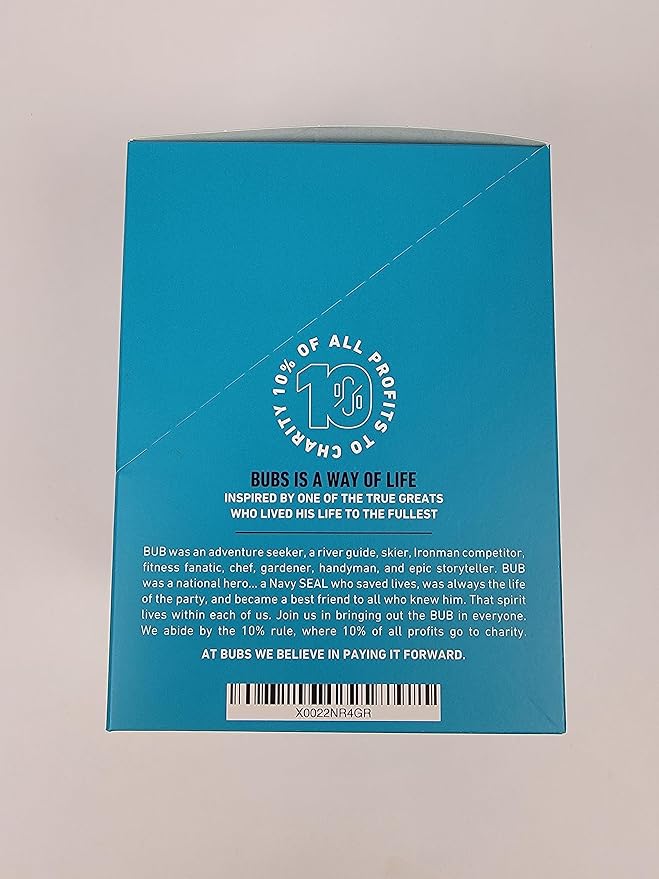 10% OF ALL PROFITS TO CHARITY
10%
BUBS IS A WAY OF LIFE
INSPIRED BY ONE OF THE TRUE GREATS
WHO LIVED HIS LIFE TO THE FULLEST
BUB was an adventure seeker, a river guide, skier, Ironman competitor,
fitness fanatic, chef, gardener, handyman, and epic storyteller. BUB
was a national hero... a Navy SEAL who saved lives, was always the life
of the party, and became a best friend to all who knew him. That spirit
lives within each of us. Join us in bringing out the BUB in everyone.
We abide by the 10% rule, where 10% of all profits go to charity.
AT BUBS WE BELIEVE IN PAYING IT FORWARD.
X0022NR4GR